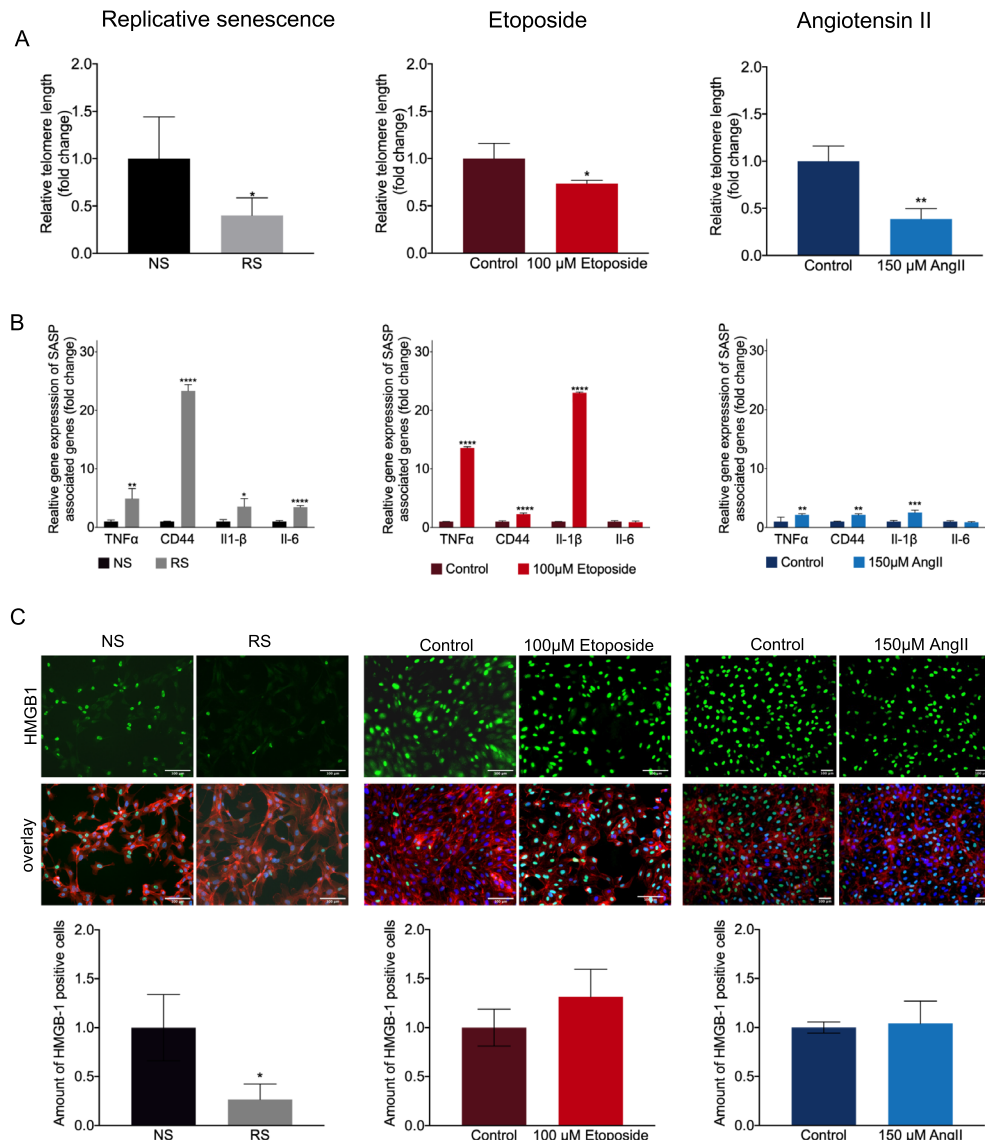 Replicative senescence
Etoposide
Angiotensin II
A
Relative telomere length
(fold change)
2.0
1.5
1.0
0.5
0.0
NS
RS
*
Relative telomere length
(fold change)
2.0
1.5
1.0
0.5
0.0
Control
100 µM Etoposide
*
Relative telomere length
(fold change)
2.0
1.5
1.0
0.5
0.0
Control
150 µM AngII
**
B
Realtive gene expresssion of SASP
associated genes (fold change)
30
20
10
0
**
****
*
****
TNFα
CD44
Il1-β
Il-6
NS
RS
Realtive gene expresssion of SASP
associated genes (fold change)
30
20
10
0
****
****
****
TNFα
CD44
Il-1β
Il-6
Control
100µM Etoposide
Realtive gene expresssion of SASP
associated genes (fold change)
30
20
10
0
**
**
***
TNFα
CD44
Il-1β
Il-6
Control
150µM AngII
C
NS
RS
Control
100µM Etoposide
Control
150µM AngII
HMGB1
overlay
Amount of HMGB-1 positive cells
2.0
1.5
1.0
0.5
0.0
*
NS
RS
Amount of HMGB-1 positive cells
2.0
1.5
1.0
0.5
0.0
Control
100 µM Etoposide
Amount of HMGB-1 positive cells
2.0
1.5
1.0
0.5
0.0
Control
150 µM AngII